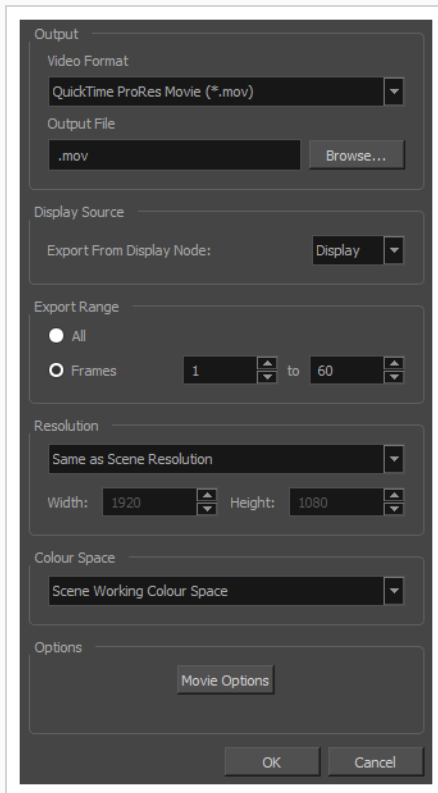 Output
Video Format
QuickTime ProRes Movie (*.mov)
Output File
.mov Browse...
Display Source
Export From Display Node: Display
Export Range
All
Frames 1 to 60
Resolution
Same as Scene Resolution
Width: 1920 Height: 1080
Colour Space
Scene Working Colour Space
Options
Movie Options
OK Cancel